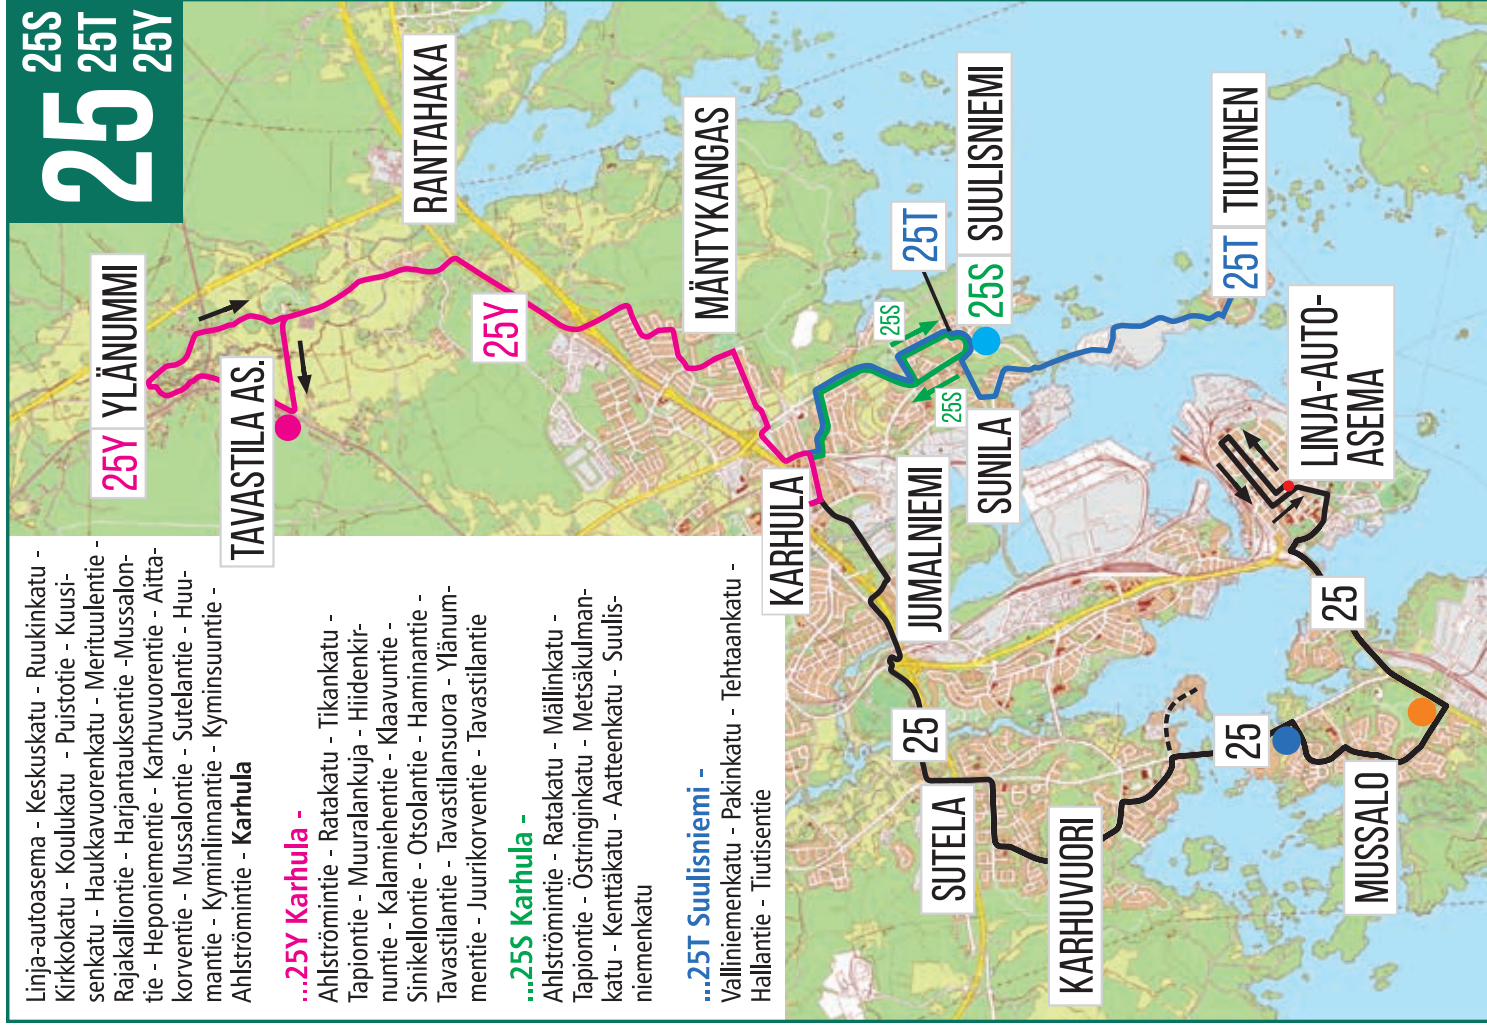 25
25S
25T
25Y
Linja-autoasema - Keskuskatu - Ruukinkatu -
Kirkkokatu - Koulukatu - Puistotie - Kuusi-
senkatu - Haukkavuorenkatu - Merituulentie -
Rajakalliontie - Harjantauksentie -Mussalon-
tie - Heponiementie - Karhuvuorentie - Aitta-
korventie - Mussalontie - Sutelantie - Huu-
mantie - Kyminlinnantie - Kyminsuuntie -
Ahlströmintie - Karhula
...25Y Karhula -
Ahlströmintie - Ratakatu - Tikankatu -
Tapiontie - Muuralankuja - Hiidenkir-
nuntie - Kalamiehentie - Klaavuntie -
Sinikellontie - Otsolantie - Haminantie -
Tavastilantie - Tavastilansuora - Ylänum-
mentie - Juurikorventie - Tavastilantie
...25S Karhula -
Ahlströmintie - Ratakatu - Mällinkatu -
Tapiontie - Östringinkatu - Metsäkulman-
katu - Kenttäkatu - Aatteenkatu - Suulis-
niemenkatu
...25T Suulisniemi -
Valliniemenkatu - Pakinkatu - Tehtaankatu -
Hallantie - Tiutisentie
25Y YLÄNUMMI
TAVASTILA AS.
RANTAHAKA
25Y
MÄNTYKANGAS
KARHULA
25S
25T
25S
25S SUULISNIEMI
SUNILA
JUMALNIEMI
25T TIUTINEN
LINJA-AUTO-
ASEMA
25
25
SUTELA
KARHUVUORI
25
MUSSALO